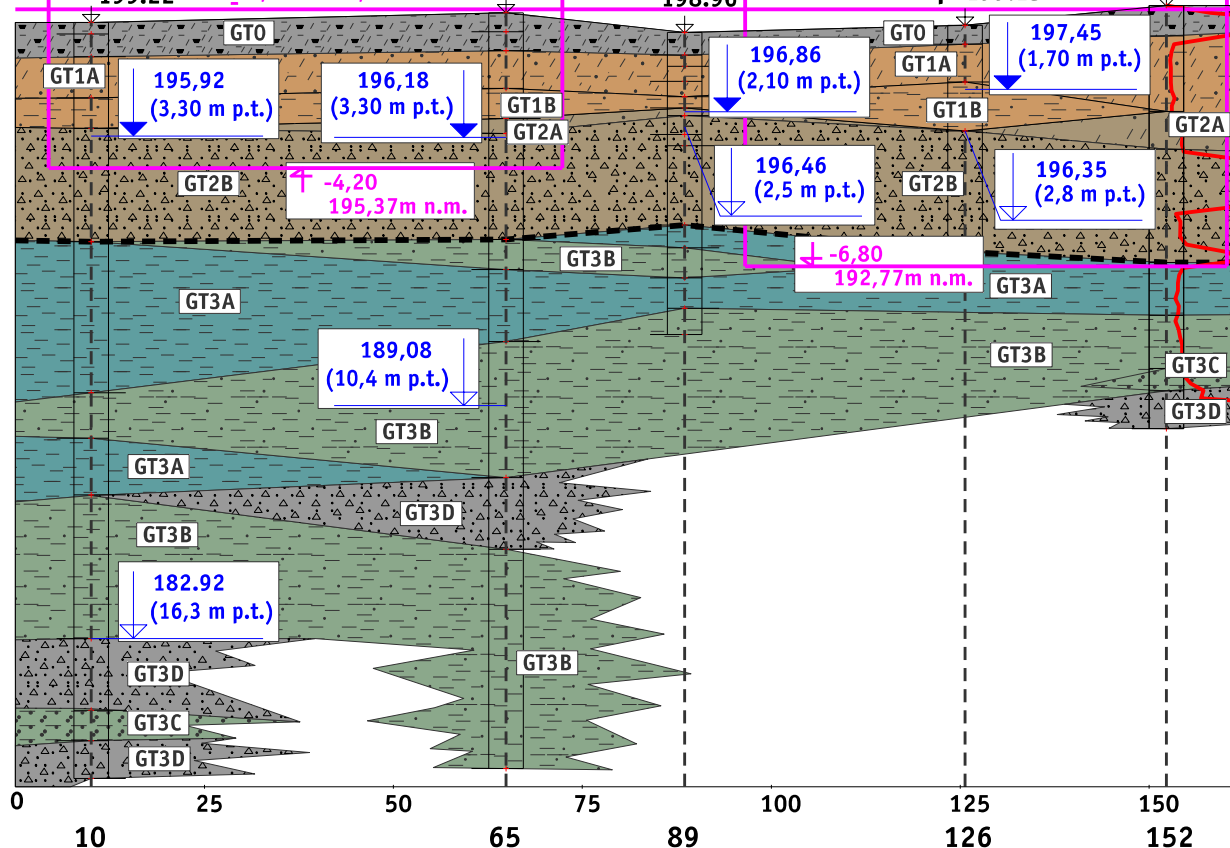 GT0
GT0
197,45
(1,70 m p.t.)
196,86
(2,10 m p.t.)
GT1A
GT1A
195,92
(3,30 m p.t.)
196,18
(3,30 m p.t.)
GT1B
GT1B
GT2A
GT2A
196,46
(2,5 m p.t.)
196,35
(2,8 m p.t.)
GT2B
GT2B
-4,20
195,37m n.m.
-6,80
192,77m n.m.
GT3B
GT3A
GT3A
189,08
(10,4 m p.t.)
GT3B
GT3C
GT3D
GT3B
GT3A
GT3D
GT3B
182.92
(16,3 m p.t.)
GT3B
GT3D
GT3C
GT3D
0 25 50 75 100 125 150
10 65 89 126 152